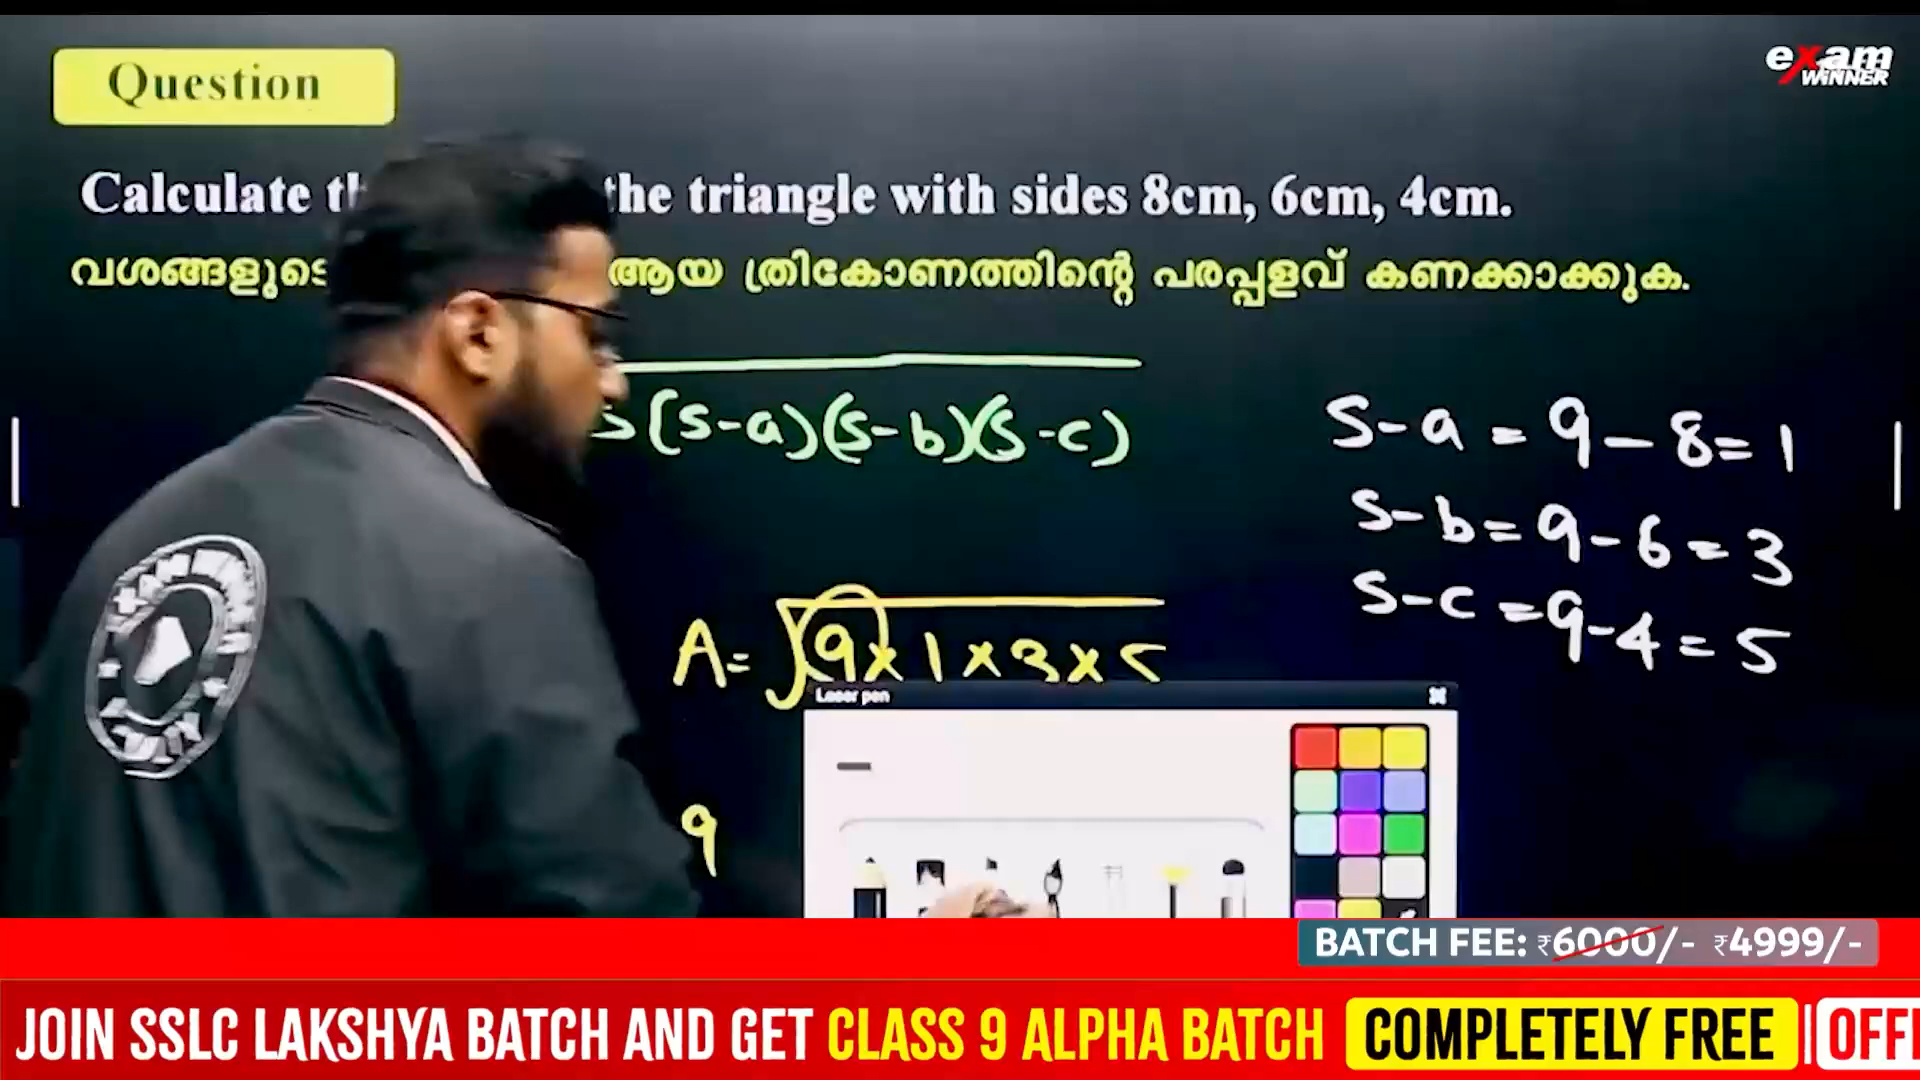 Question
exam
WiNNER
Calculate the triangle with sides 8cm, 6cm, 4cm.
വശങ്ങളുടെ ആയ ത്രികോണത്തിന്റെ പരപ്പളവ് കണക്കാക്കുക.
s(s-a)(s-b)(s-c)
s-a = 9-8=1
s-b= 9-6=3
s-c =9-4=5
A=√9×1×3×5
Laser pen
9
BATCH FEE: ₹6000/- ₹4999/-
JOIN SSLC LAKSHYA BATCH AND GET CLASS 9 ALPHA BATCH COMPLETELY FREE